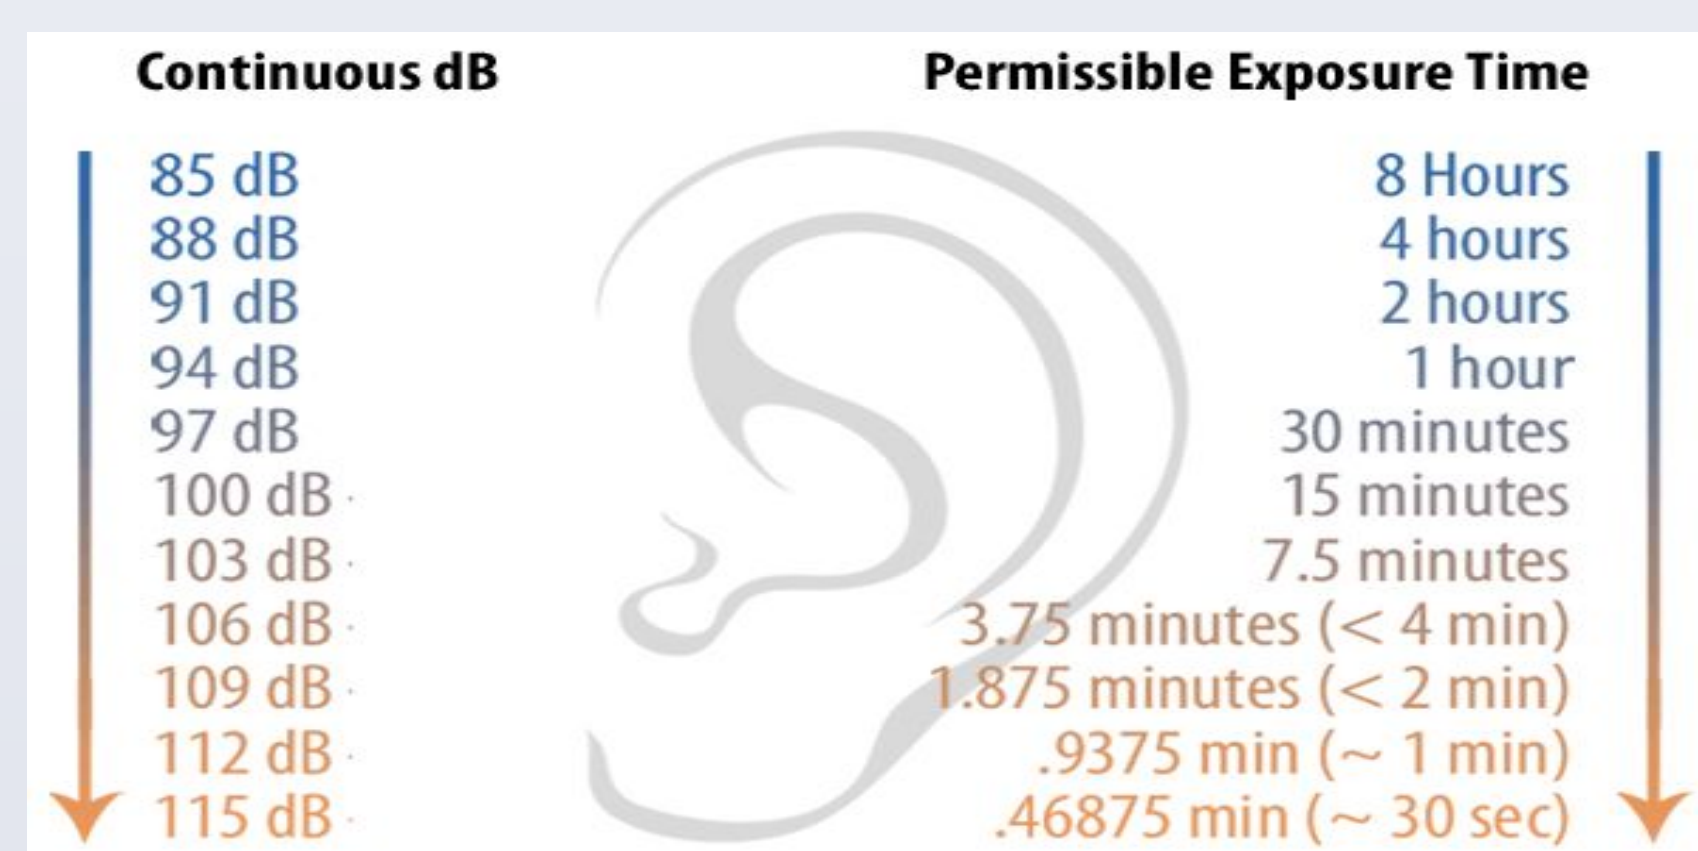 Continuous dB Permissible Exposure Time
85 dB 8 Hours
88 dB 4 hours
91 dB 2 hours
94 dB 1 hour
97 dB 30 minutes
100 dB 15 minutes
103 dB 7.5 minutes
106 dB 3.75 minutes (< 4 min)
109 dB 1.875 minutes (< 2 min)
112 dB .9375 min (~ 1 min)
115 dB .46875 min (~ 30 sec)